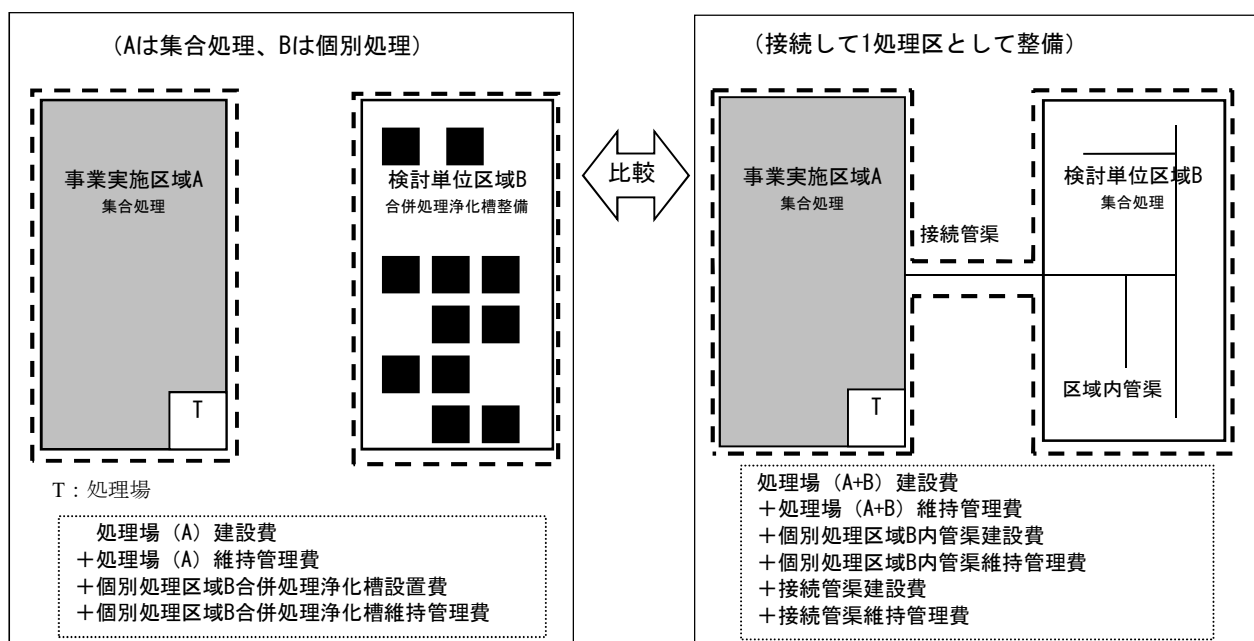 （Aは集合処理、Bは個別処理）
事業実施区域A
集合処理
T
検討単位区域B
合併処理浄化槽整備
T：処理場
処理場（A）建設費
＋処理場（A）維持管理費
＋個別処理区域B合併処理浄化槽設置費
＋個別処理区域B合併処理浄化槽維持管理費
比較
（接続して1処理区として整備）
事業実施区域A
集合処理
T
接続管渠
検討単位区域B
集合処理
区域内管渠
処理場（A+B）建設費
＋処理場（A+B）維持管理費
＋個別処理区域B内管渠建設費
＋個別処理区域B内管渠維持管理費
＋接続管渠建設費
＋接続管渠維持管理費